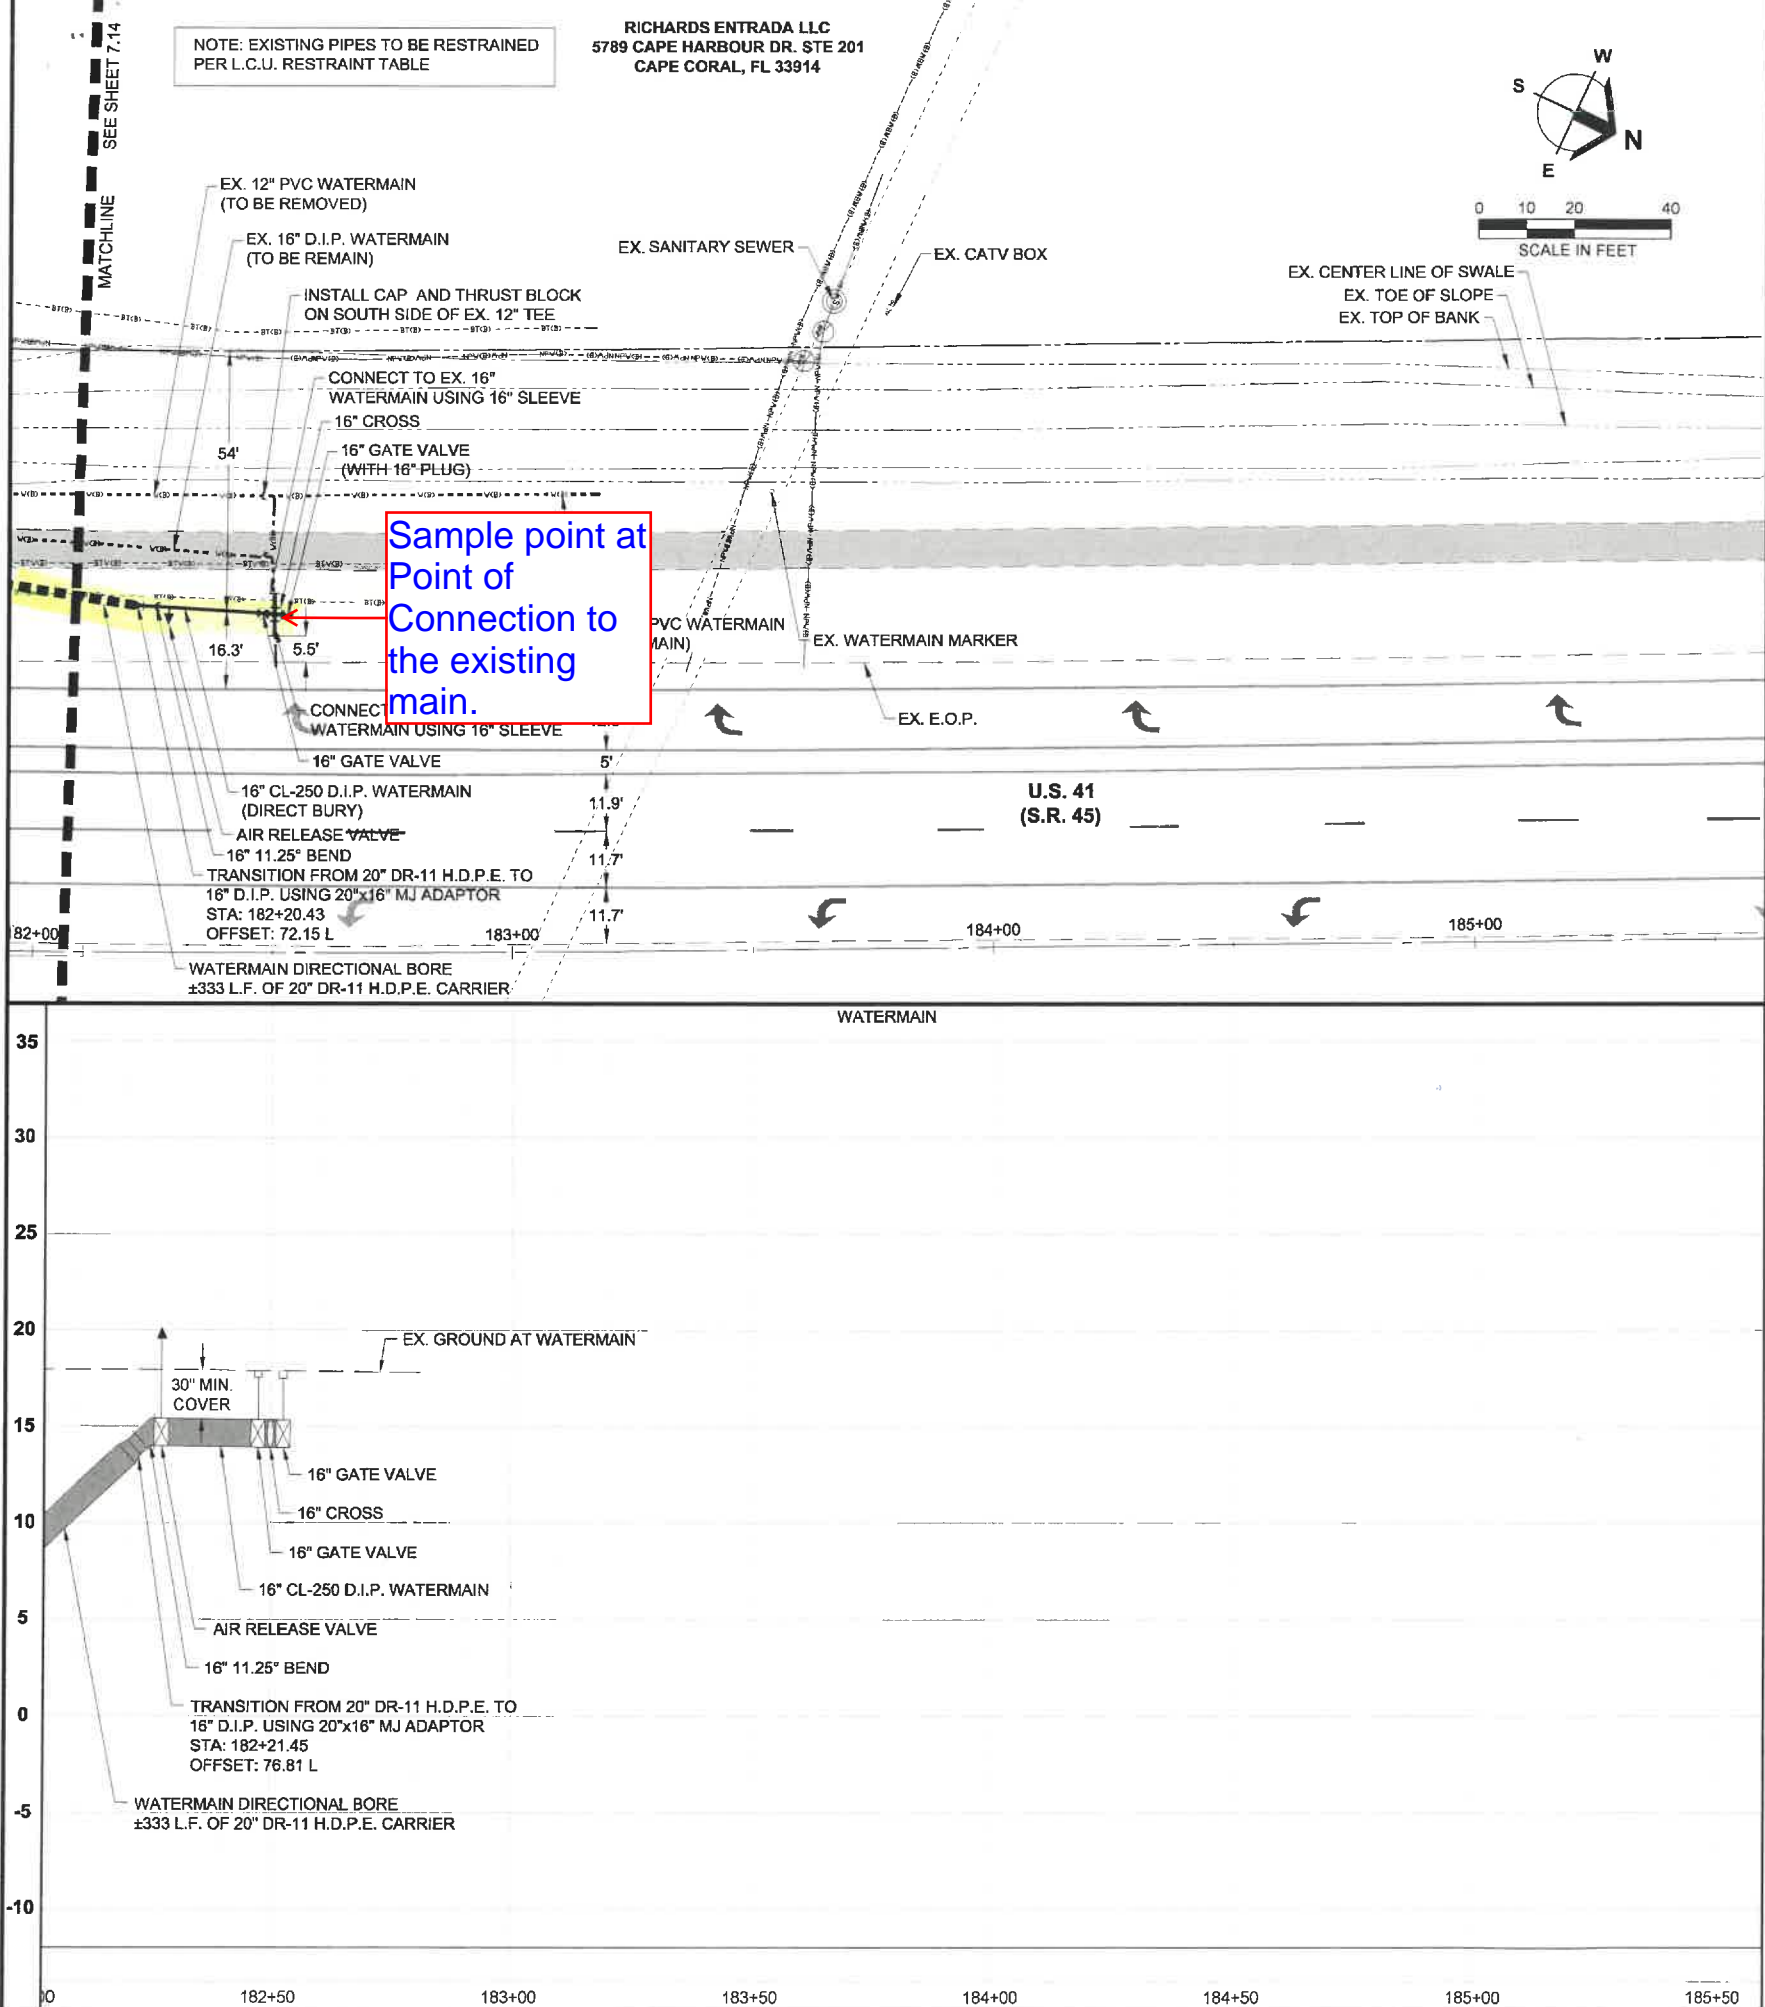 SEE SHEET 7.14
MATCHLINE
NOTE: EXISTING PIPES TO BE RESTRAINED
PER L.C.U. RESTRAINT TABLE
RICHARDS ENTRADA LLC
5789 CAPE HARBOUR DR. STE 201
CAPE CORAL, FL 33914
W
S
N
E
0 10 20 40
SCALE IN FEET
EX. 12" PVC WATERMAIN
(TO BE REMOVED)
EX. 16" D.I.P. WATERMAIN
(TO BE REMAIN)
INSTALL CAP AND THRUST BLOCK
ON SOUTH SIDE OF EX. 12" TEE
EX. SANITARY SEWER
EX. CATV BOX
EX. CENTER LINE OF SWALE
EX. TOE OF SLOPE
EX. TOP OF BANK
CONNECT TO EX. 16"
WATERMAIN USING 16" SLEEVE
16" CROSS
16" GATE VALVE
(WITH 16" PLUG)
54'
Sample point at
Point of
Connection to
the existing
main.
PVC WATERMAIN
MAIN)
EX. WATERMAIN MARKER
16.3'
5.5'
CONNECT
WATERMAIN USING 16" SLEEVE
EX. E.O.P.
16" GATE VALVE
5'
16" CL-250 D.I.P. WATERMAIN
(DIRECT BURY)
11.9'
U.S. 41
(S.R. 45)
AIR RELEASE VALVE
16" 11.25° BEND
11.7'
TRANSITION FROM 20" DR-11 H.D.P.E. TO
16" D.I.P. USING 20"x16" MJ ADAPTOR
STA: 182+20.43
OFFSET: 72.15 L
11.7'
82+00 183+00 184+00 185+00
WATERMAIN DIRECTIONAL BORE
±333 L.F. OF 20" DR-11 H.D.P.E. CARRIER
WATERMAIN
35
30
25
20
EX. GROUND AT WATERMAIN
30" MIN.
COVER
15
16" GATE VALVE
16" CROSS
10
16" GATE VALVE
16" CL-250 D.I.P. WATERMAIN
5
AIR RELEASE VALVE
16" 11.25° BEND
0
TRANSITION FROM 20" DR-11 H.D.P.E. TO
16" D.I.P. USING 20"x16" MJ ADAPTOR
STA: 182+21.45
OFFSET: 76.81 L
-5
WATERMAIN DIRECTIONAL BORE
±333 L.F. OF 20" DR-11 H.D.P.E. CARRIER
-10
00 182+50 183+00 183+50 184+00 184+50 185+00 185+50